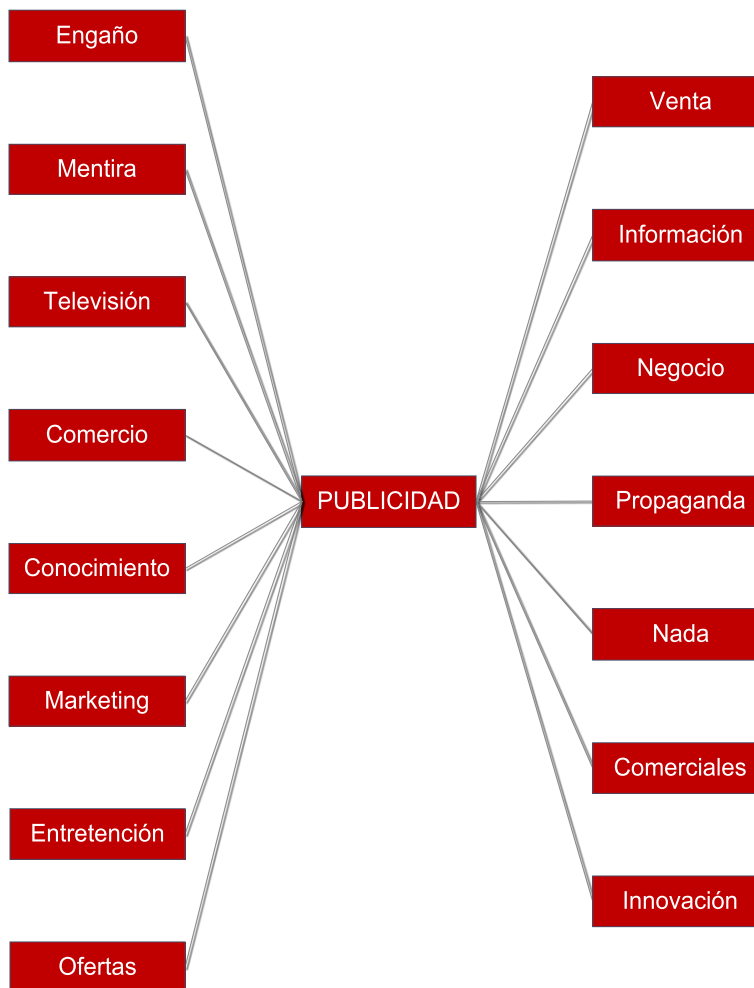 Engaño
Mentira
Televisión
Comercio
Conocimiento
Marketing
Entretención
Ofertas
PUBLICIDAD
Venta
Información
Negocio
Propaganda
Nada
Comerciales
Innovación